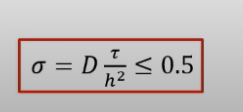 σ = D τ/h² ≤ 0.5